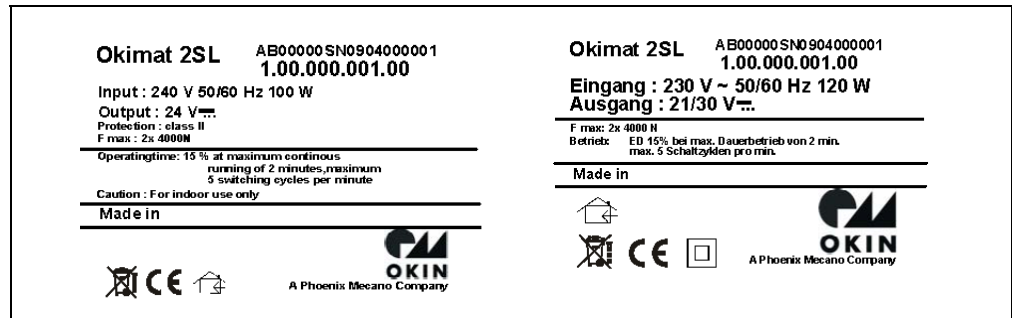 Okimat 2SL AB00000SN0904000001
1.00.000.001.00
Input : 240 V 50/60 Hz 100 W
Output : 24 V⎓
Protection : class II
F max : 2x 4000N
Operatingtime: 15 % at maximum continous
running of 2 minutes,maximum
5 switching cycles per minute
Caution : For indoor use only
Made in
CE
OKIN
A Phoenix Mecano Company
Okimat 2SL AB00000SN0904000001
1.00.000.001.00
Eingang : 230 V ~ 50/60 Hz 120 W
Ausgang : 21/30 V⎓
F max: 2x 4000 N
Betrieb: ED 15% bei max. Dauerbetrieb von 2 min.
max. 5 Schaltzyklen pro min.
Made in
OKIN
CE
A Phoenix Mecano Company